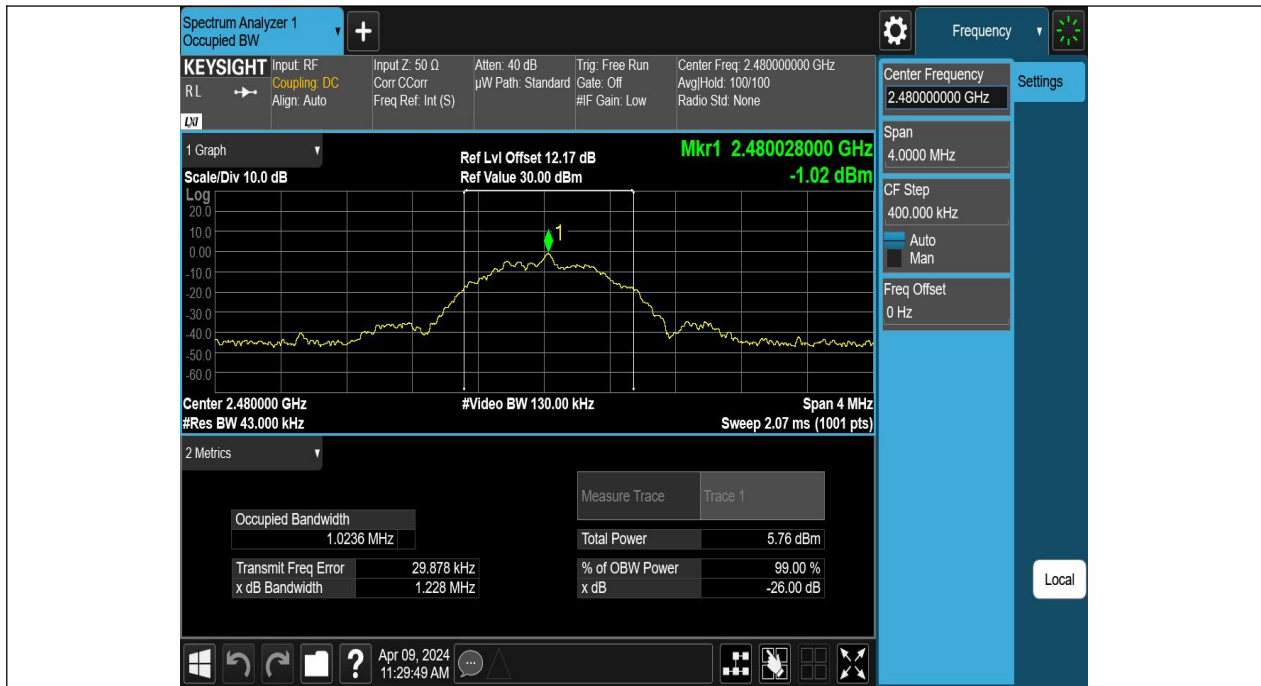 Spectrum Analyzer 1
Occupied BW
+
Frequency
KEYSIGHT
R L
LXI
Input: RF
Coupling: DC
Align: Auto
Input Z: 50 Ω
Corr CCorr
Freq Ref: Int (S)
Atten: 40 dB
µW Path: Standard
Trig: Free Run
Gate: Off
#IF Gain: Low
Center Freq: 2.480000000 GHz
Avg|Hold: 100/100
Radio Std: None
Center Frequency
2.480000000 GHz
Settings
Span
4.0000 MHz
CF Step
400.000 kHz
Auto
Man
Freq Offset
0 Hz
Local
1 Graph
Scale/Div 10.0 dB
Ref Lvl Offset 12.17 dB
Ref Value 30.00 dBm
Mkr1 2.480028000 GHz
-1.02 dBm
Log
20.0
10.0
0.00
-10.0
-20.0
-30.0
-40.0
-50.0
-60.0
1
Center 2.480000 GHz
#Res BW 43.000 kHz
#Video BW 130.00 kHz
Span 4 MHz
Sweep 2.07 ms (1001 pts)
2 Metrics
Measure Trace Trace 1
Occupied Bandwidth
1.0236 MHz
Total Power 5.76 dBm
Transmit Freq Error 29.878 kHz
% of OBW Power 99.00 %
x dB Bandwidth 1.228 MHz
x dB -26.00 dB
?
Apr 09, 2024
11:29:49 AM